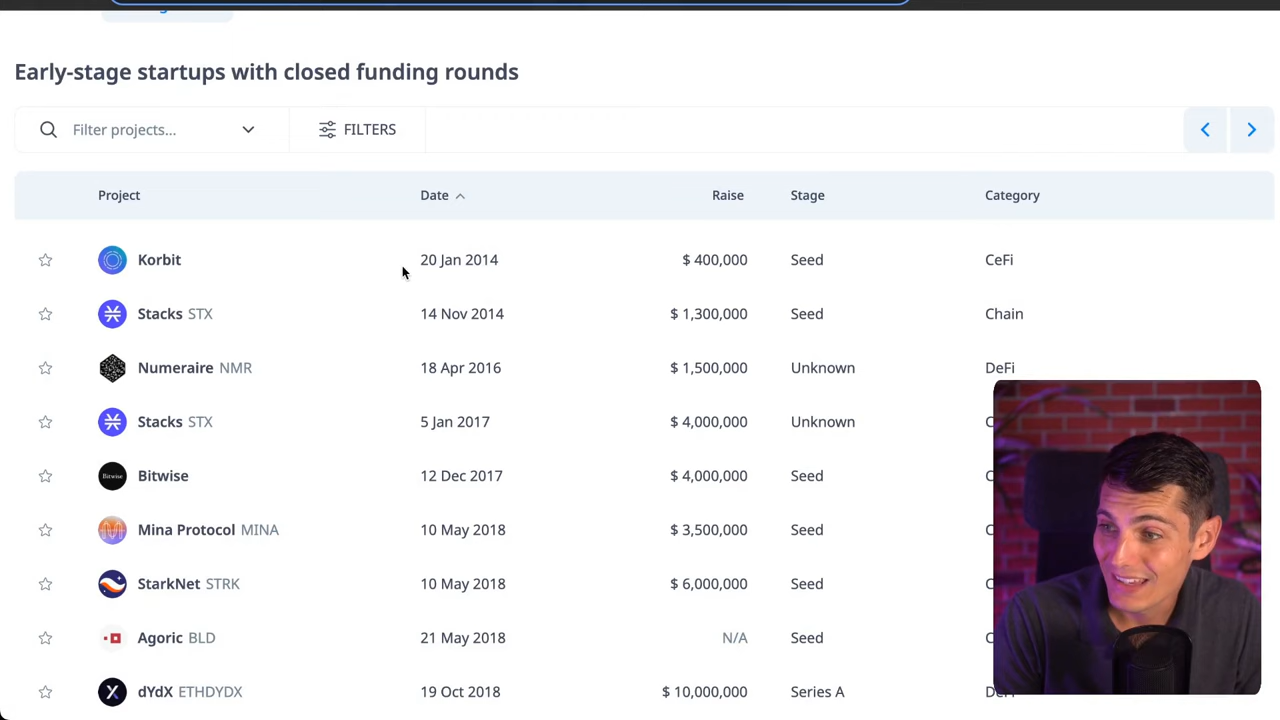 Early-stage startups with closed funding rounds
Filter projects...
FILTERS
Project Date Raise Stage Category
Korbit 20 Jan 2014 $ 400,000 Seed CeFi
Stacks STX 14 Nov 2014 $ 1,300,000 Seed Chain
Numeraire NMR 18 Apr 2016 $ 1,500,000 Unknown DeFi
Stacks STX 5 Jan 2017 $ 4,000,000 Unknown
Bitwise Bitwise 12 Dec 2017 $ 4,000,000 Seed
Mina Protocol MINA 10 May 2018 $ 3,500,000 Seed
StarkNet STRK 10 May 2018 $ 6,000,000 Seed
Agoric BLD 21 May 2018 N/A Seed
dYdX ETHDYDX 19 Oct 2018 $ 10,000,000 Series A